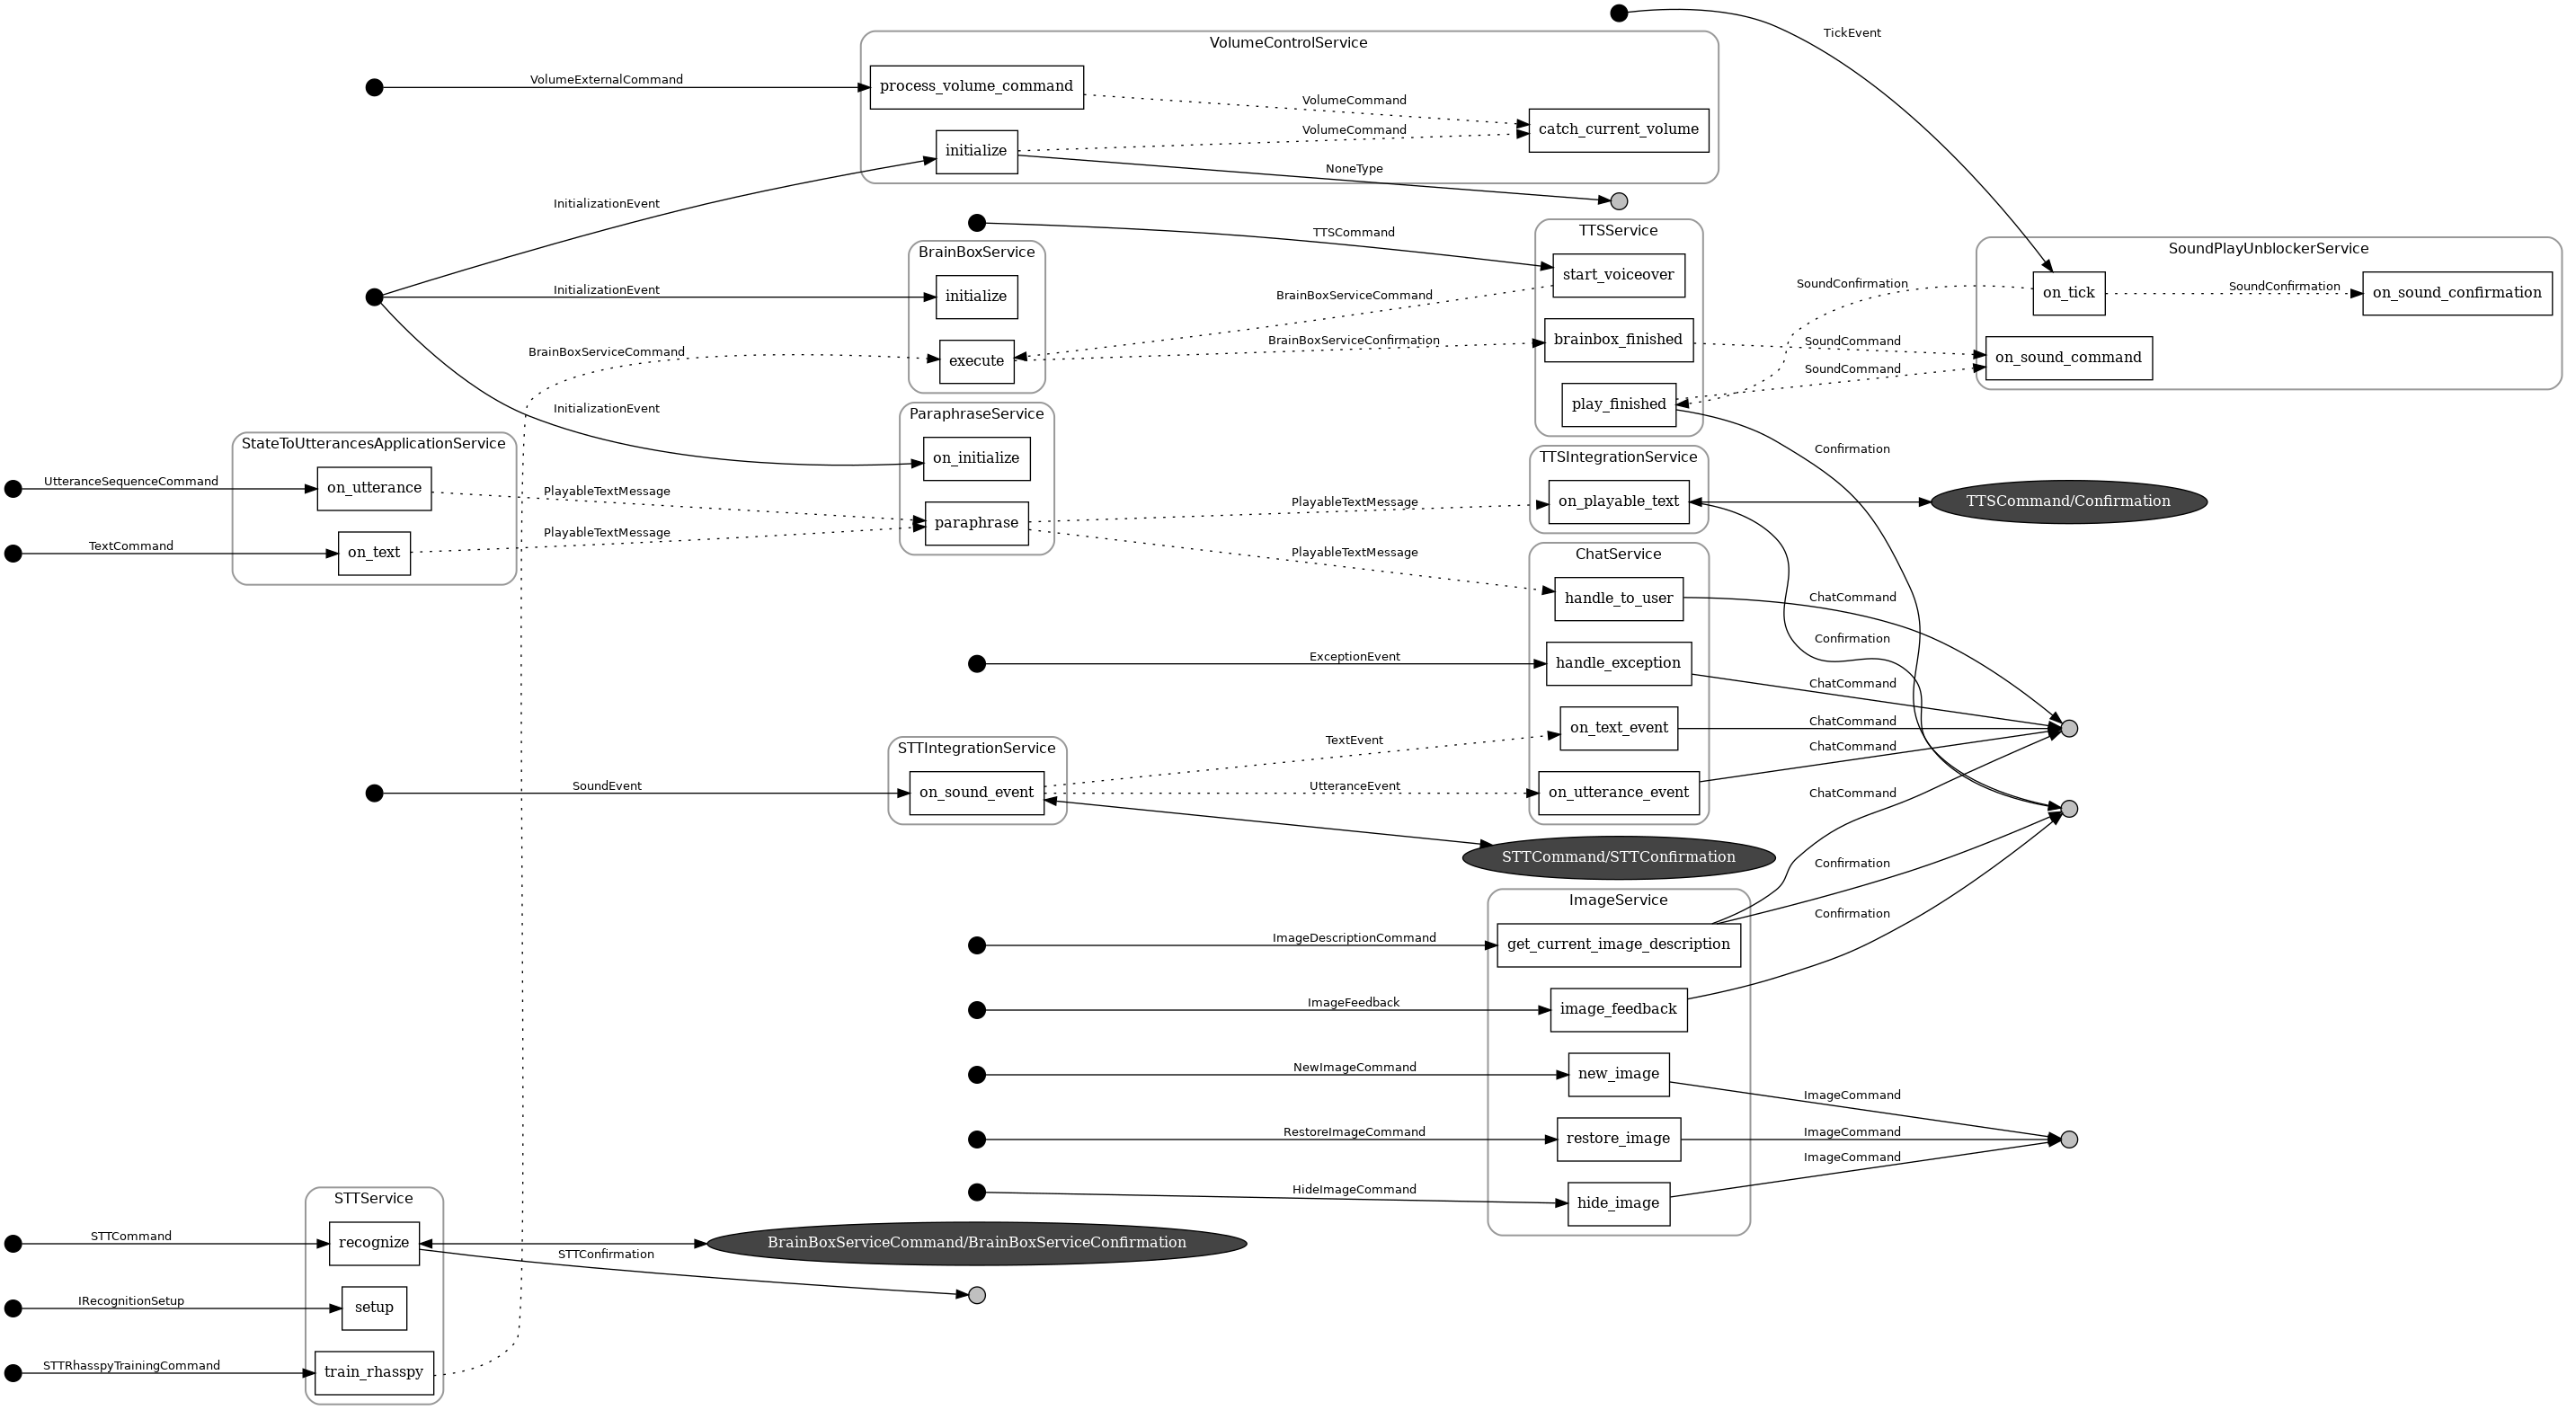 TickEvent
VolumeControlService
VolumeExternalCommand
process_volume_command
VolumeCommand
catch_current_volume
VolumeCommand
initialize
NoneType
InitializationEvent
TTSCommand
TTSService
BrainBoxService
SoundPlayUnblockerService
start_voiceover
InitializationEvent
initialize
BrainBoxServiceCommand
SoundConfirmation
on_tick
SoundConfirmation
on_sound_confirmation
BrainBoxServiceCommand
execute
BrainBoxServiceConfirmation
brainbox_finished
SoundCommand
on_sound_command
SoundCommand
play_finished
InitializationEvent
ParaphraseService
Confirmation
StateToUtterancesApplicationService
on_initialize
TTSIntegrationService
UtteranceSequenceCommand
on_utterance
PlayableTextMessage
PlayableTextMessage
on_playable_text
TTSCommand/Confirmation
paraphrase
TextCommand
on_text
PlayableTextMessage
PlayableTextMessage
ChatService
handle_to_user
ChatCommand
Confirmation
ExceptionEvent
handle_exception
ChatCommand
STTIntegrationService
TextEvent
on_text_event
ChatCommand
ChatCommand
SoundEvent
on_sound_event
UtteranceEvent
on_utterance_event
ChatCommand
STTCommand/STTConfirmation
Confirmation
ImageService
Confirmation
ImageDescriptionCommand
get_current_image_description
ImageFeedback
image_feedback
NewImageCommand
new_image
ImageCommand
RestoreImageCommand
restore_image
ImageCommand
ImageCommand
HideImageCommand
hide_image
STTService
STTCommand
recognize
BrainBoxServiceCommand/BrainBoxServiceConfirmation
STTConfirmation
IRecognitionSetup
setup
STTRhasspyTrainingCommand
train_rhasspy